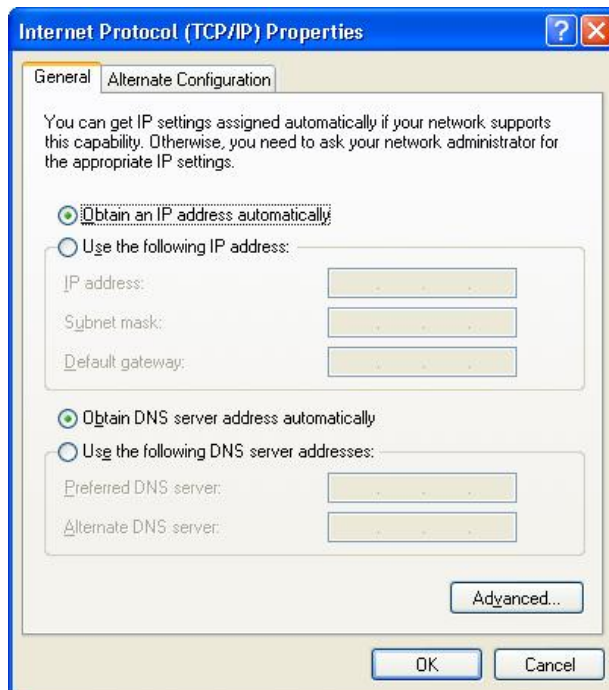 Internet Protocol (TCP/IP) Properties
General
Alternate Configuration
You can get IP settings assigned automatically if your network supports
this capability. Otherwise, you need to ask your network administrator for
the appropriate IP settings.
Obtain an IP address automatically
Use the following IP address:
IP address:
Subnet mask:
Default gateway:
Obtain DNS server address automatically
Use the following DNS server addresses:
Preferred DNS server:
Alternate DNS server:
Advanced...
OK
Cancel